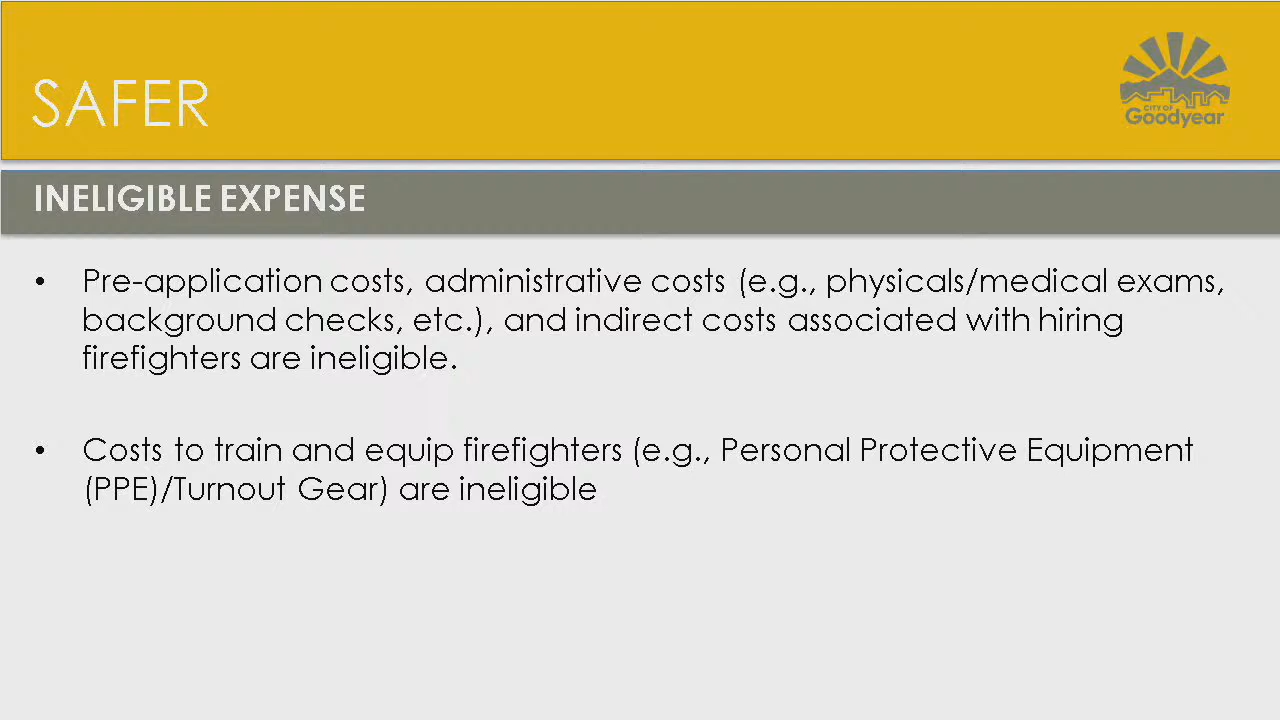 SAFER
CITY OF
Goodyear
INELIGIBLE EXPENSE
• Pre-application costs, administrative costs (e.g., physicals/medical exams,
background checks, etc.), and indirect costs associated with hiring
firefighters are ineligible.
• Costs to train and equip firefighters (e.g., Personal Protective Equipment
(PPE)/Turnout Gear) are ineligible